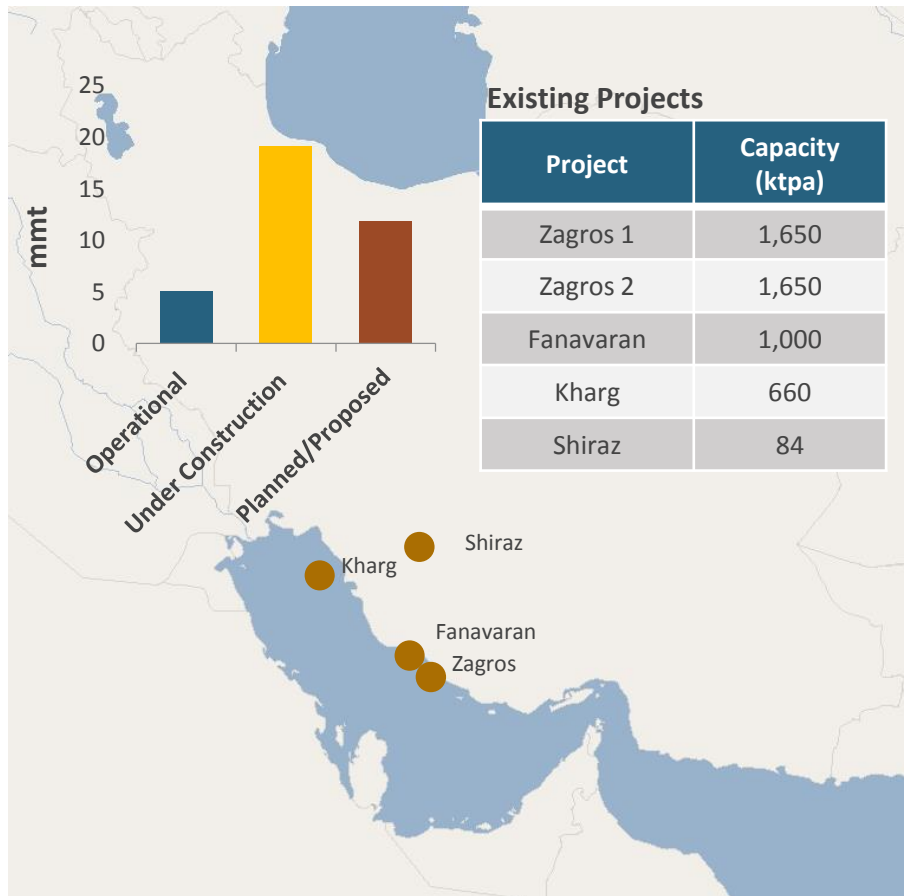 25
20
15
10
5
0
mmt
Operational
Under Construction
Planned/Proposed
Existing Projects
Project Capacity
(ktpa)
Zagros 1 1,650
Zagros 2 1,650
Fanavaran 1,000
Kharg 660
Shiraz 84
Shiraz
Kharg
Fanavaran
Zagros